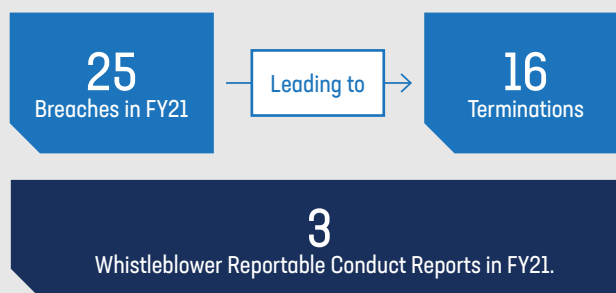 25
Breaches in FY21
Leading to
16
Terminations
3
Whistleblower Reportable Conduct Reports in FY21.